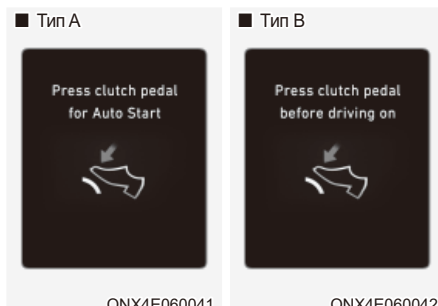 ■ Тип A
Press clutch pedal
for Auto Start
ONX4E060041
■ Тип B
Press clutch pedal
before driving on
ONX4E060042